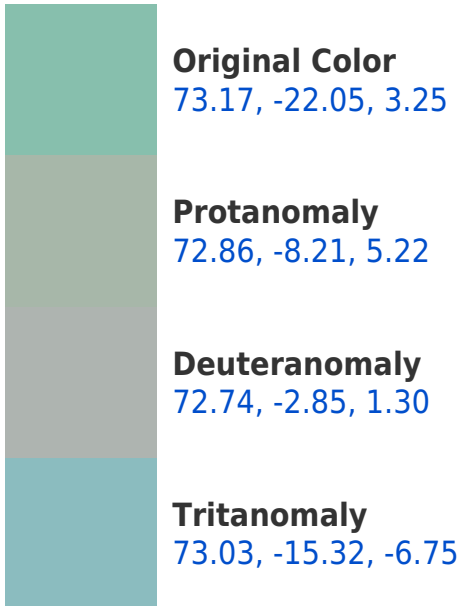 Original Color
73.17, -22.05, 3.25
Protanomaly
72.86, -8.21, 5.22
Deuteranomaly
72.74, -2.85, 1.30
Tritanomaly
73.03, -15.32, -6.75